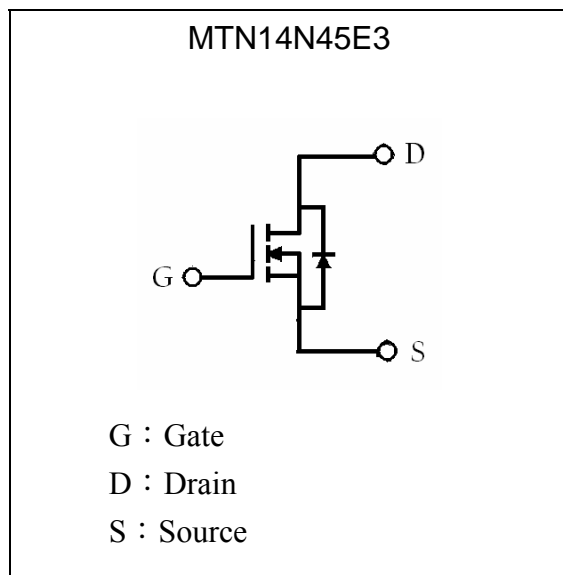 MTN14N45E3
D
G
S
G：Gate
D：Drain
S：Source